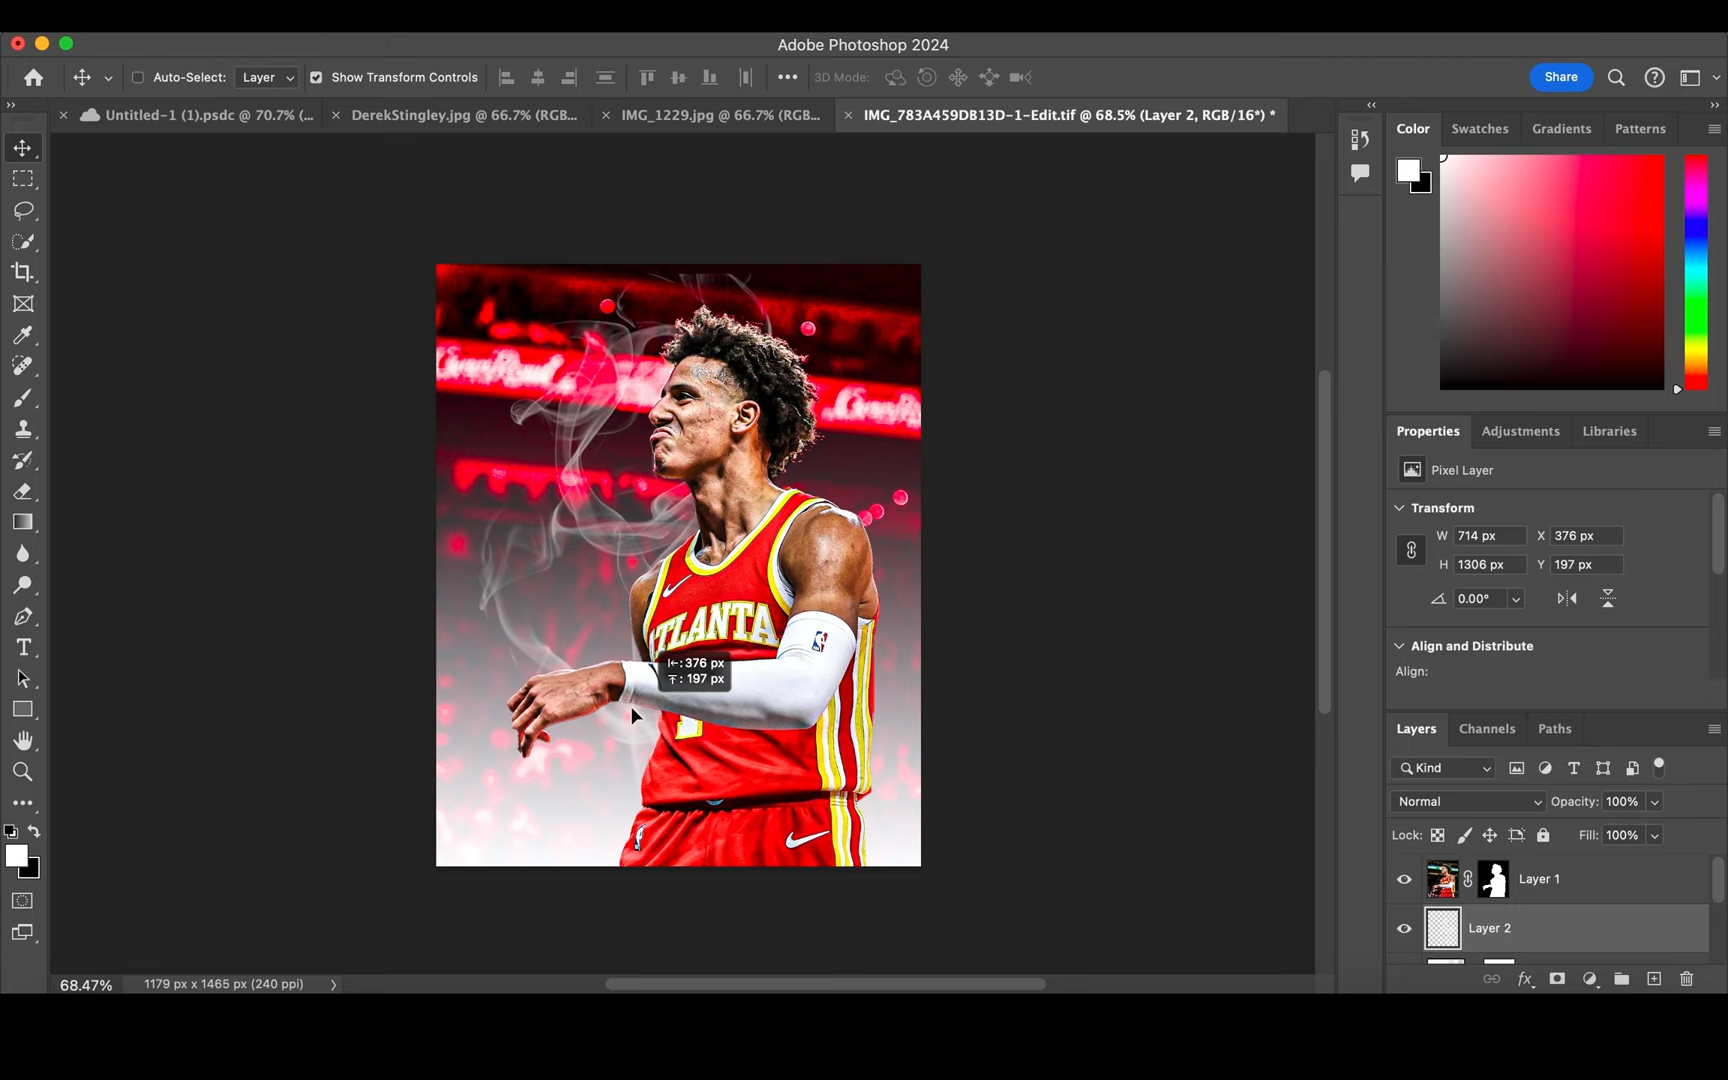 Adobe Photoshop 2024
Auto-Select: Layer Show Transform Controls 3D Mode: Share
Untitled-1 (1).psdc @ 70.7% (... DerekStingley.jpg @ 66.7% (RGB... IMG_1229.jpg @ 66.7% (RGB... IMG_783A459DB13D-1-Edit.tif @ 68.5% (Layer 2, RGB/16*) *
Color Swatches Gradients Patterns
ATLANTA
1
Properties Adjustments Libraries
Pixel Layer
Transform
W 714 px X 376 px
H 1306 px Y 197 px
0.00°
Align and Distribute
Align:
: 376 px
: 197 px
Layers Channels Paths
Kind
Normal Opacity: 100%
Lock: Fill: 100%
Layer 1
Layer 2
fx
68.47% 1179 px x 1465 px (240 ppi)